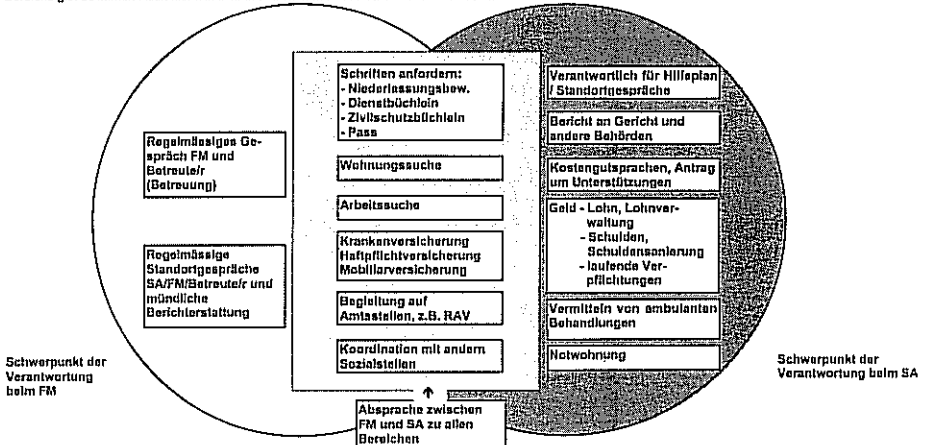 Regelmässiges Ge-
spräch FM und
Betreute/r
(Betreuung)
Regelmässige
Standortgespräche
SA/FM/Betreute/r und
mündliche
Berichterstattung
Schwerpunkt der
Verantwortung
beim FM
Schriften anfordern:
- Niederlassungsbew.
- Dienstbüchlein
- Zivilschutzbüchlein
- Pass
Wohnungssuche
Arbeitssuche
Krankenversicherung
Haftpflichtversicherung
Mobiliarversicherung
Begleitung auf
Amtsstellen, z.B. RAV
Koordination mit andern
Sozialstellen
Absprache zwischen
FM und SA zu allen
Bereichen
Verantwortlich für Hilfeplan
/ Standortgespräche
Bericht an Gericht und
andere Behörden
Kostengutsprachen, Antrag
um Unterstützungen
Geld - Lohn, Lohnver-
waltung
- Schulden,
Schuldensanierung
- laufende Ver-
pflichtungen
Vermitteln von ambulanten
Behandlungen
Notwohnung
Schwerpunkt der
Verantwortung beim SA